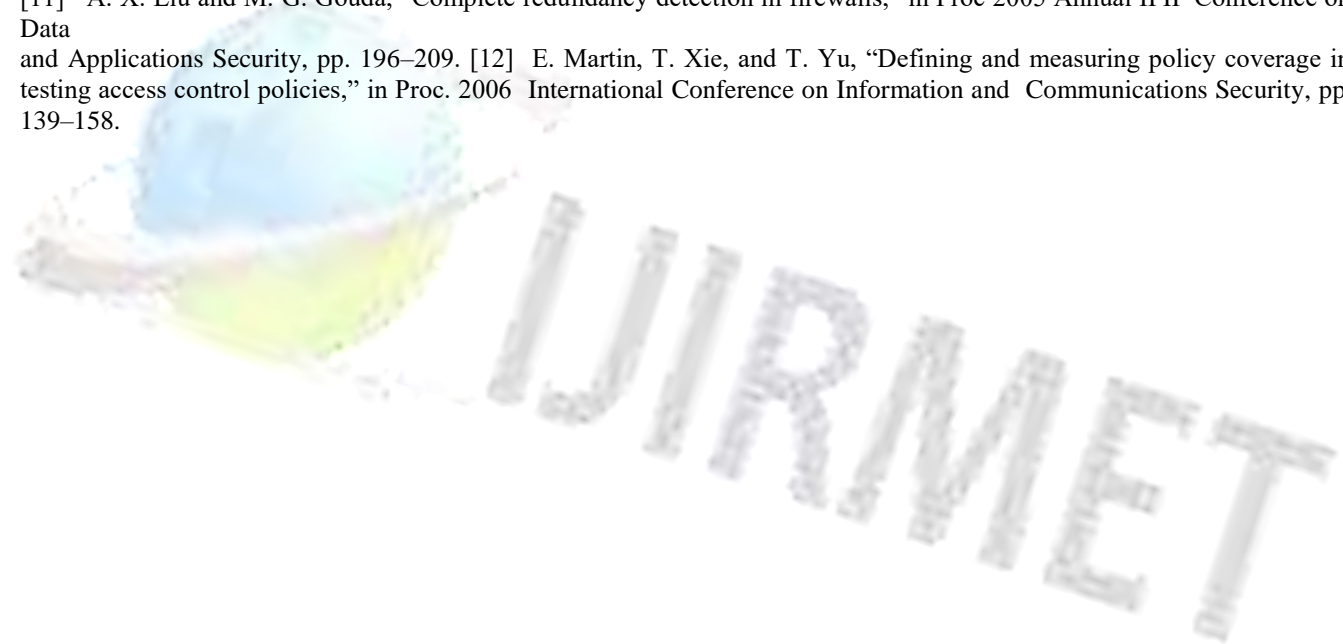 [11] A. X. Liu and M. G. Gouda, “Complete redundancy detection in firewalls,” in Proc 2005 Annual IFIP Conference on
Data
and Applications Security, pp. 196–209. [12] E. Martin, T. Xie, and T. Yu, “Defining and measuring policy coverage in
testing access control policies,” in Proc. 2006 International Conference on Information and Communications Security, pp
139–158.
IJIRMET